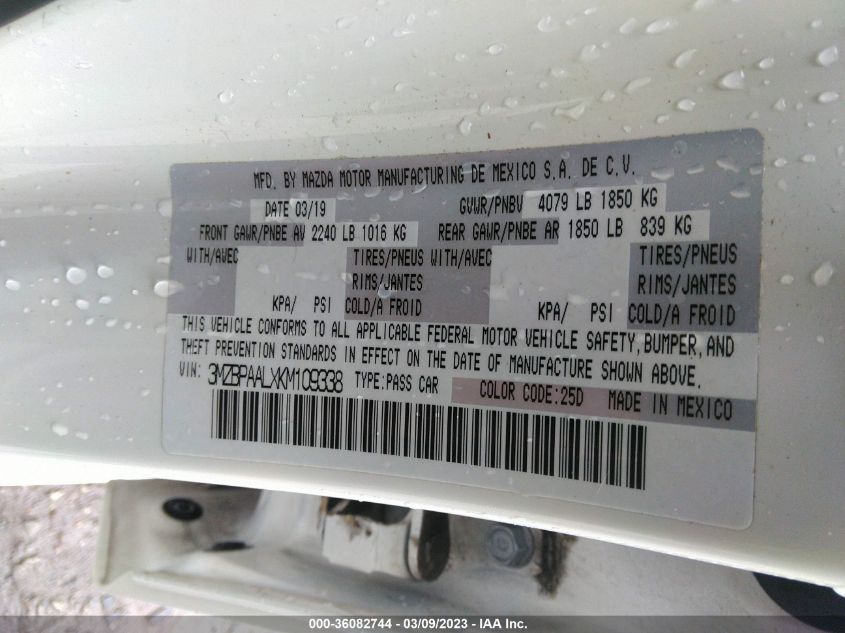 MFD. BY MAZDA MOTOR MANUFACTURING DE MEXICO S.A. DE C.V.
DATE 03/19 GVWR/PNBV 4079 LB 1850 KG
FRONT GAWR/PNBE AV 2240 LB 1016 KG REAR GAWR/PNBE AR 1850 LB 839 KG
WITH/AVEC TIRES/PNEUS WITH/AVEC TIRES/PNEUS
RIMS/JANTES RIMS/JANTES
KPA/ PSI COLD/A FROID KPA/ PSI COLD/A FROID
THIS VEHICLE CONFORMS TO ALL APPLICABLE FEDERAL MOTOR VEHICLE SAFETY, BUMPER, AND
THEFT PREVENTION STANDARDS IN EFFECT ON THE DATE OF MANUFACTURE SHOWN ABOVE.
VIN: 3MZBPAALXKM109338 TYPE:PASS CAR COLOR CODE:25D MADE IN MEXICO
000-36082744 - 03/09/2023 - IAA Inc.